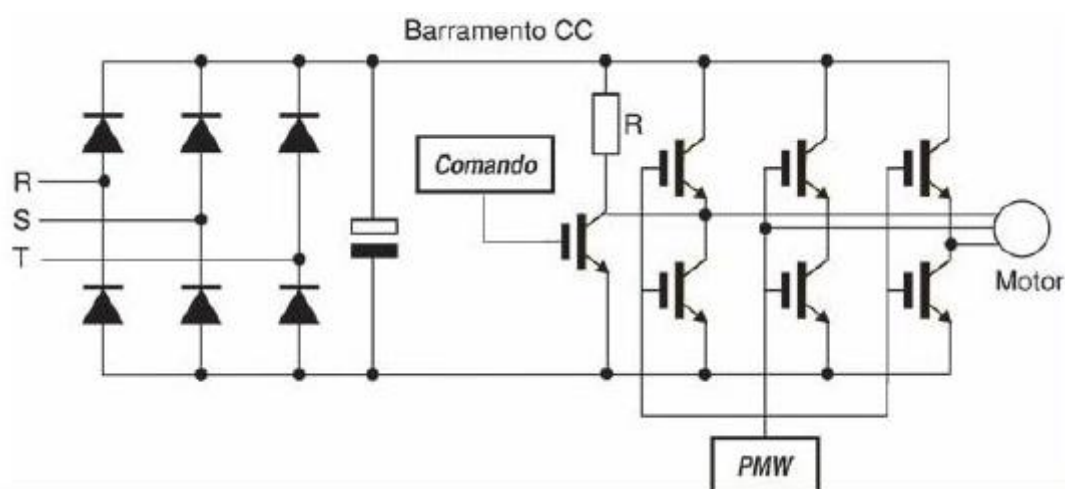 Barramento CC
R
Comando
R
S
T
Motor
PMW